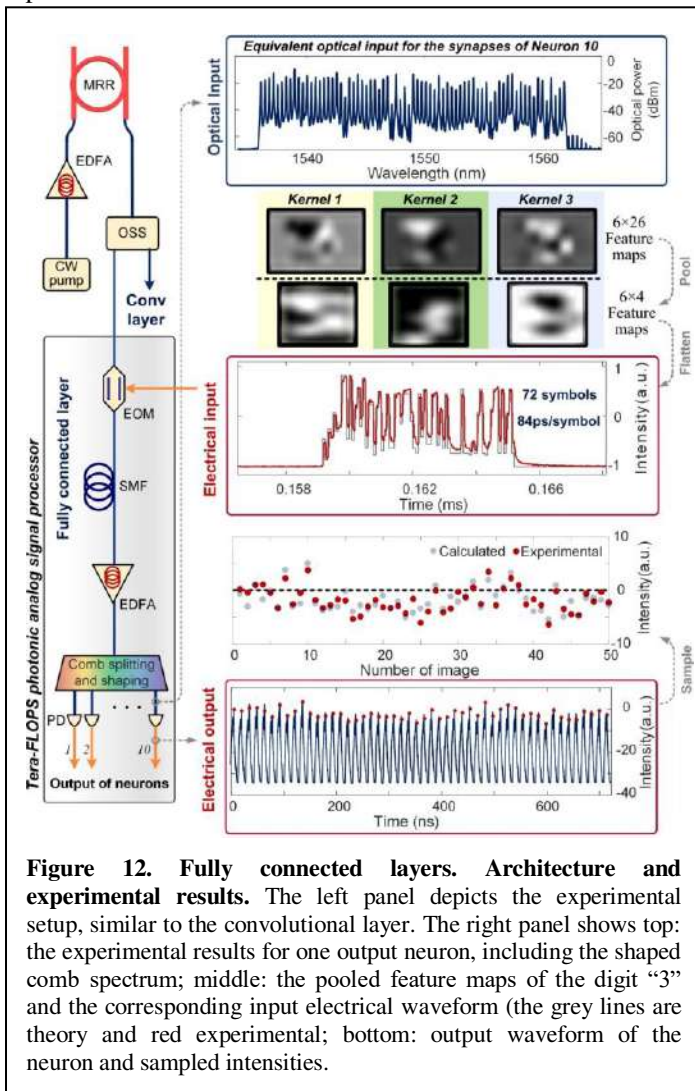 MRR
EDFA
OSS
CW
pump
Conv
layer
Tera-FLOPS photonic analog signal processor
Fully connected layer
EOM
SMF
EDFA
Comb splitting
and shaping
PD
1 2 10
Output of neurons
Equivalent optical input for the synapses of Neuron 10
Optical Input
0
-20
-40
-60
Optical power
(dBm)
1540 1550 1560
Wavelength (nm)
Kernel 1 Kernel 2 Kernel 3
6×26
Feature
maps
Pool
6×4
Feature
maps
Flatten
Electrical input
72 symbols
84ps/symbol
1
0
-1
Intensity (a.u.)
0.158 0.162 0.166
Time (ms)
Calculated Experimental
10
0
10
Intensity(a.u.)
0 10 20 30 40 50
Number of image
Sample
Electrical output
0
-20
-40
Intensity(a.u.)
0 200 400 600
Time (ns)
Figure 12. Fully connected layers. Architecture and
experimental results. The left panel depicts the experimental
setup, similar to the convolutional layer. The right panel shows top:
the experimental results for one output neuron, including the shaped
comb spectrum; middle: the pooled feature maps of the digit “3”
and the corresponding input electrical waveform (the grey lines are
theory and red experimental; bottom: output waveform of the
neuron and sampled intensities.